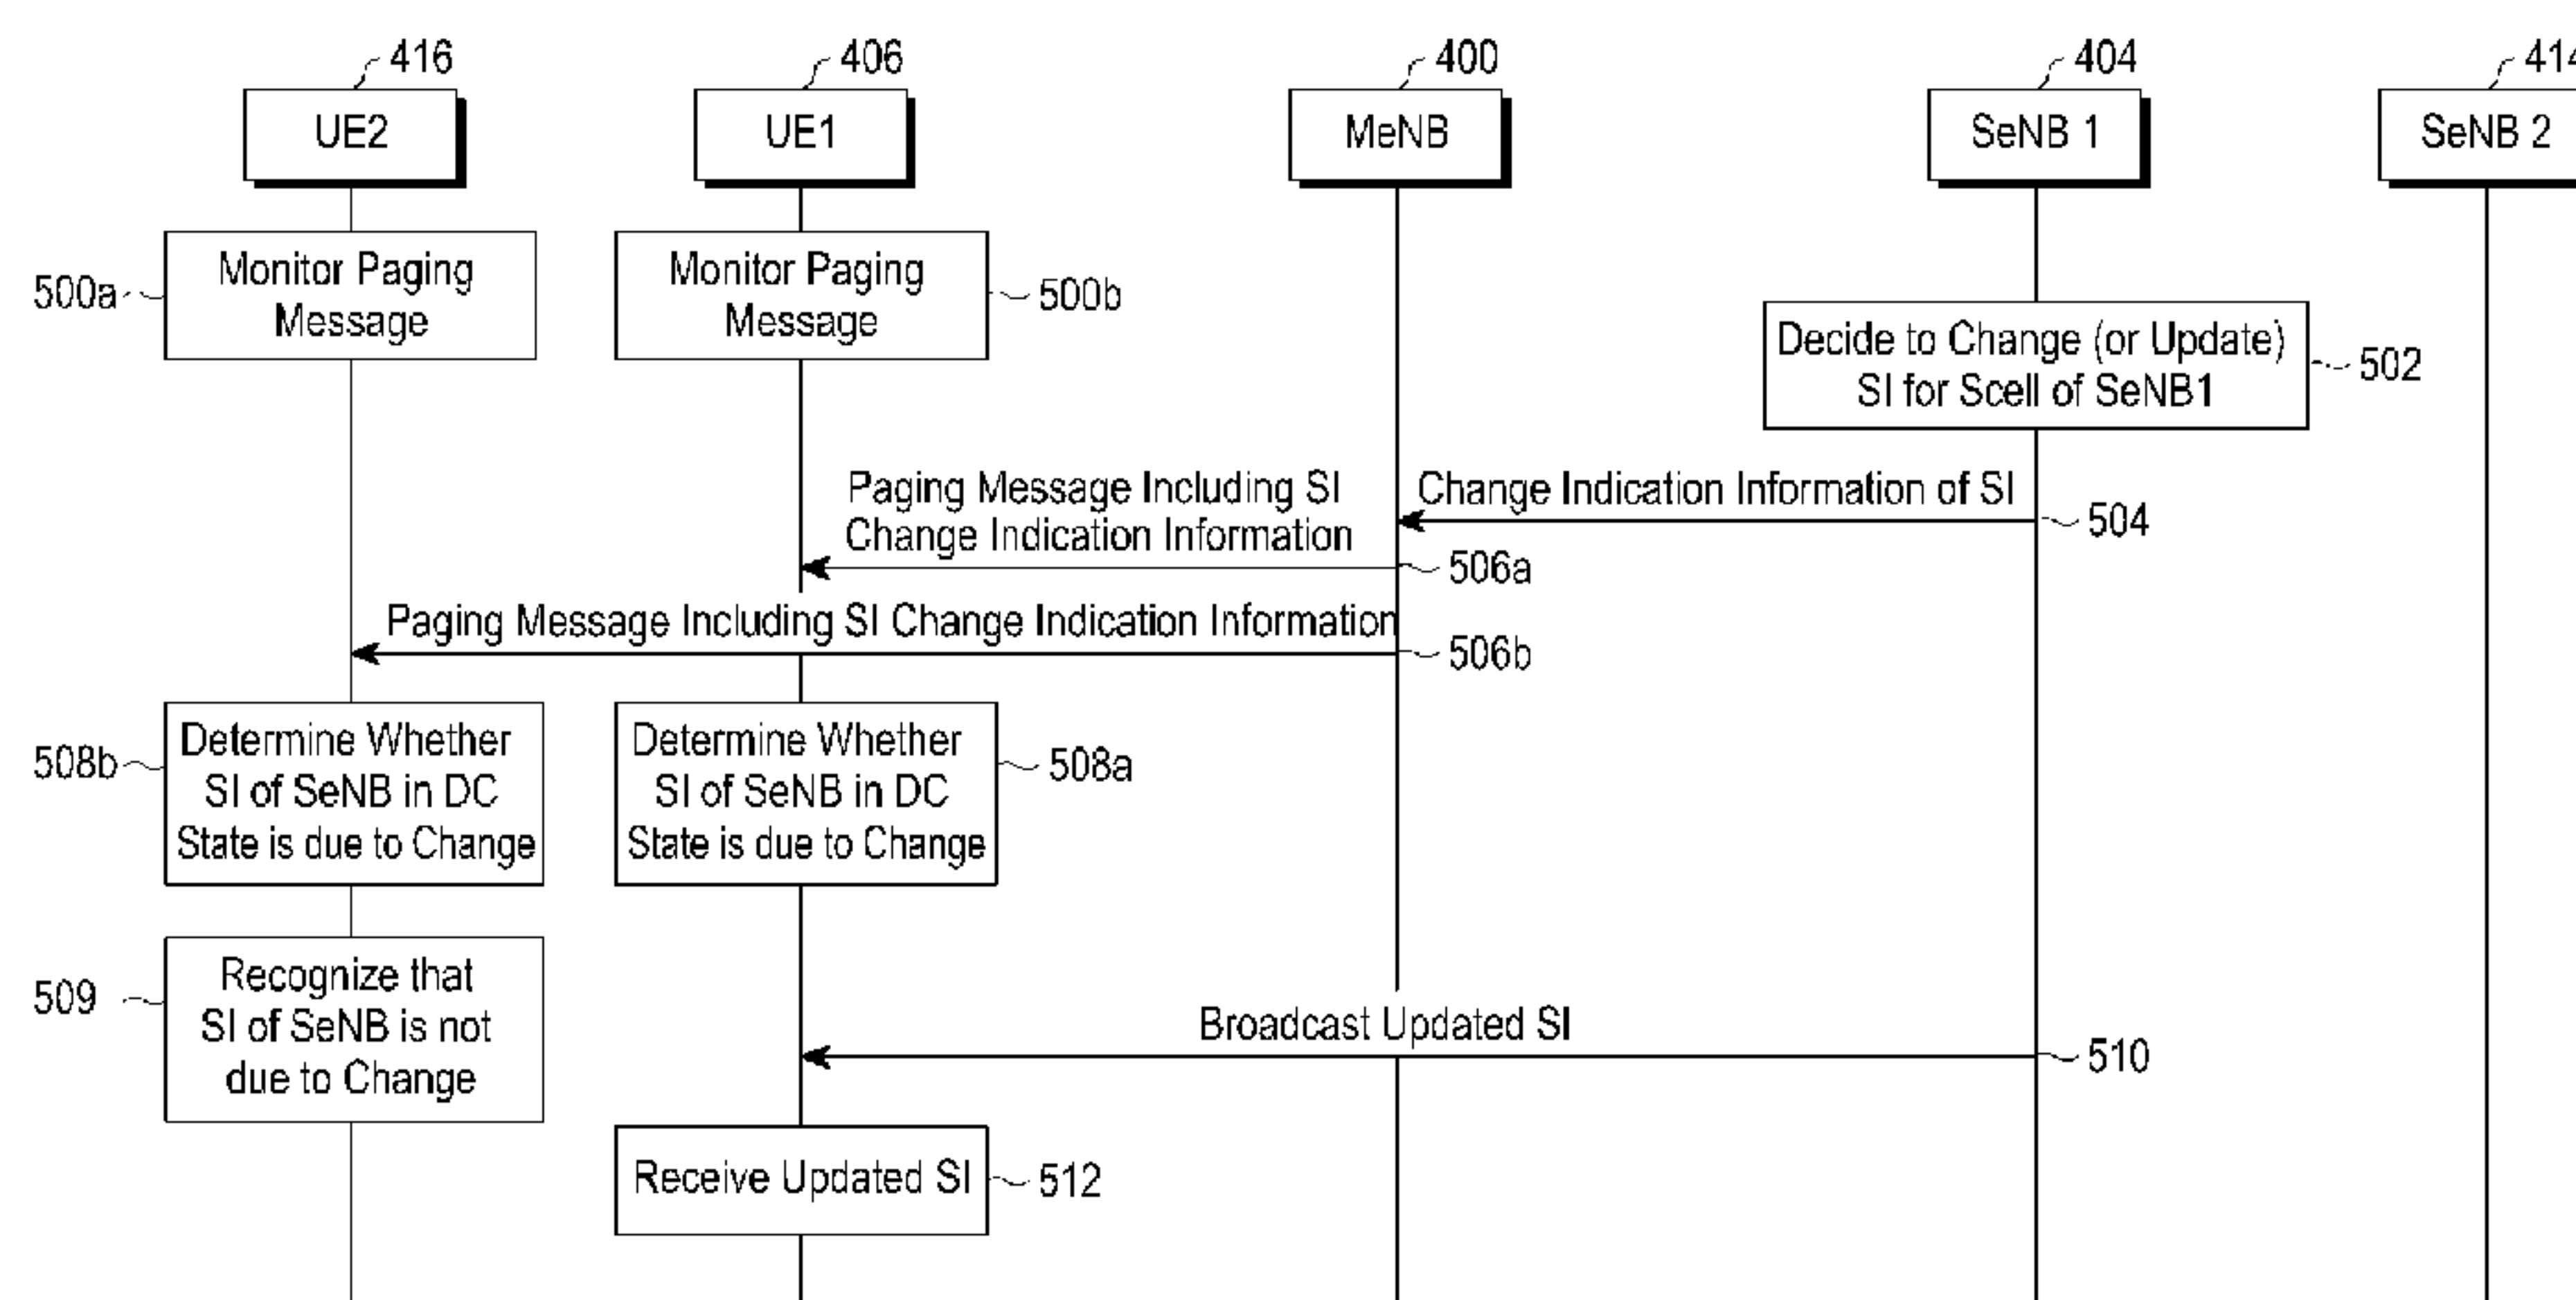 416
406
400
404
414
UE2
UE1
MeNB
SeNB 1
SeNB 2
500a
Monitor Paging
Message
Monitor Paging
Message
500b
Decide to Change (or Update)
SI for Scell of SeNB1
502
Change Indication Information of SI
504
Paging Message Including SI
Change Indication Information
506a
Paging Message Including SI Change Indication Information
506b
508b
Determine Whether
SI of SeNB in DC
State is due to Change
Determine Whether
SI of SeNB in DC
State is due to Change
508a
509
Recognize that
SI of SeNB is not
due to Change
Broadcast Updated SI
510
Receive Updated SI
512